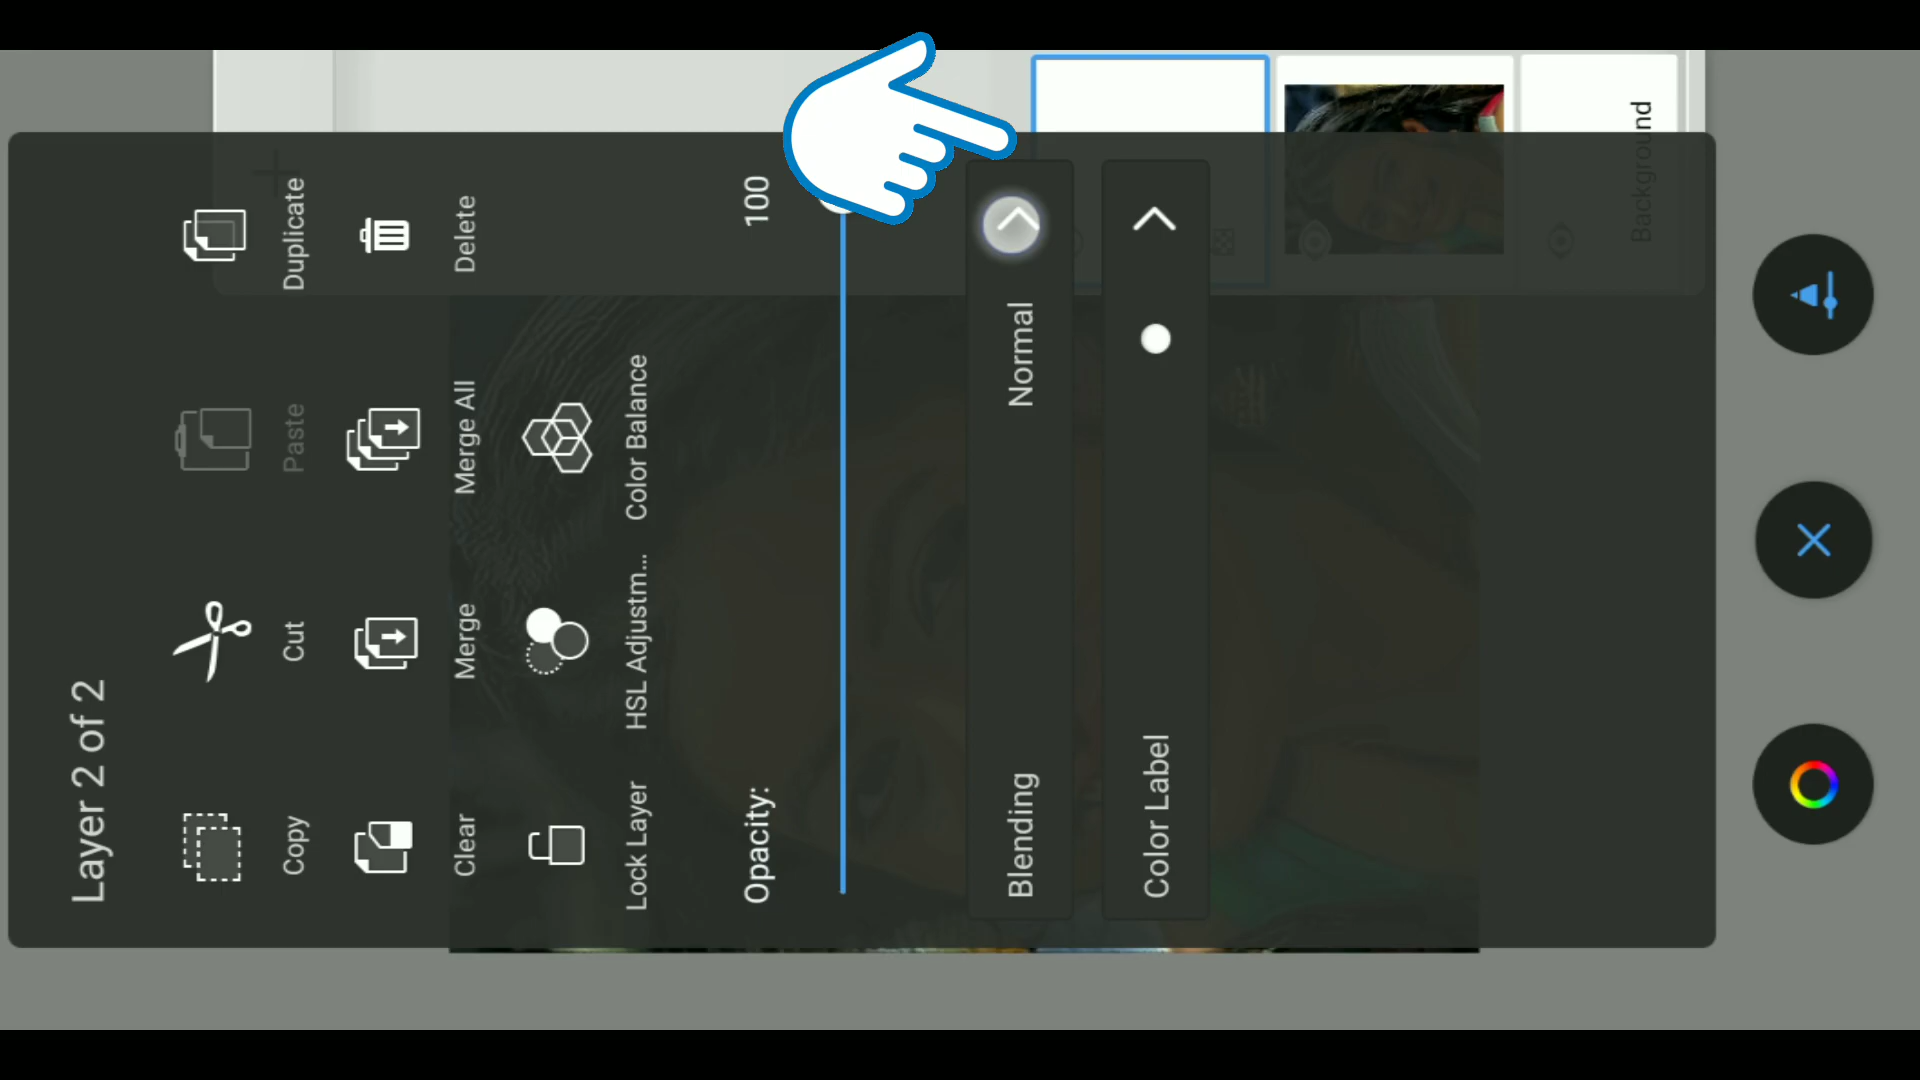 Layer 2 of 2
Copy
Cut
Paste
Duplicate
Clear
Merge
Merge All
Delete
Lock Layer
HSL Adjustm...
Color Balance
Opacity:
100
Blending
Normal
Color Label
Background